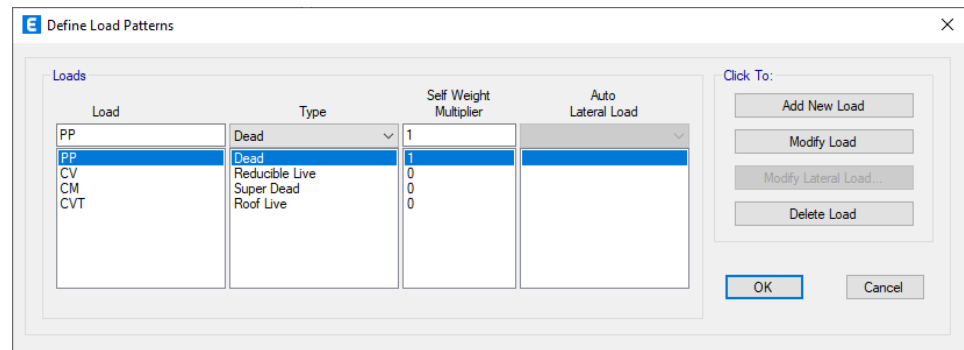 E Define Load Patterns
Loads
Click To:
Load Type Self Weight Multiplier Auto Lateral Load
PP Dead 1
PP Dead 1
CV Reducible Live 0
CM Super Dead 0
CVT Roof Live 0
Add New Load
Modify Load
Modify Lateral Load...
Delete Load
OK Cancel